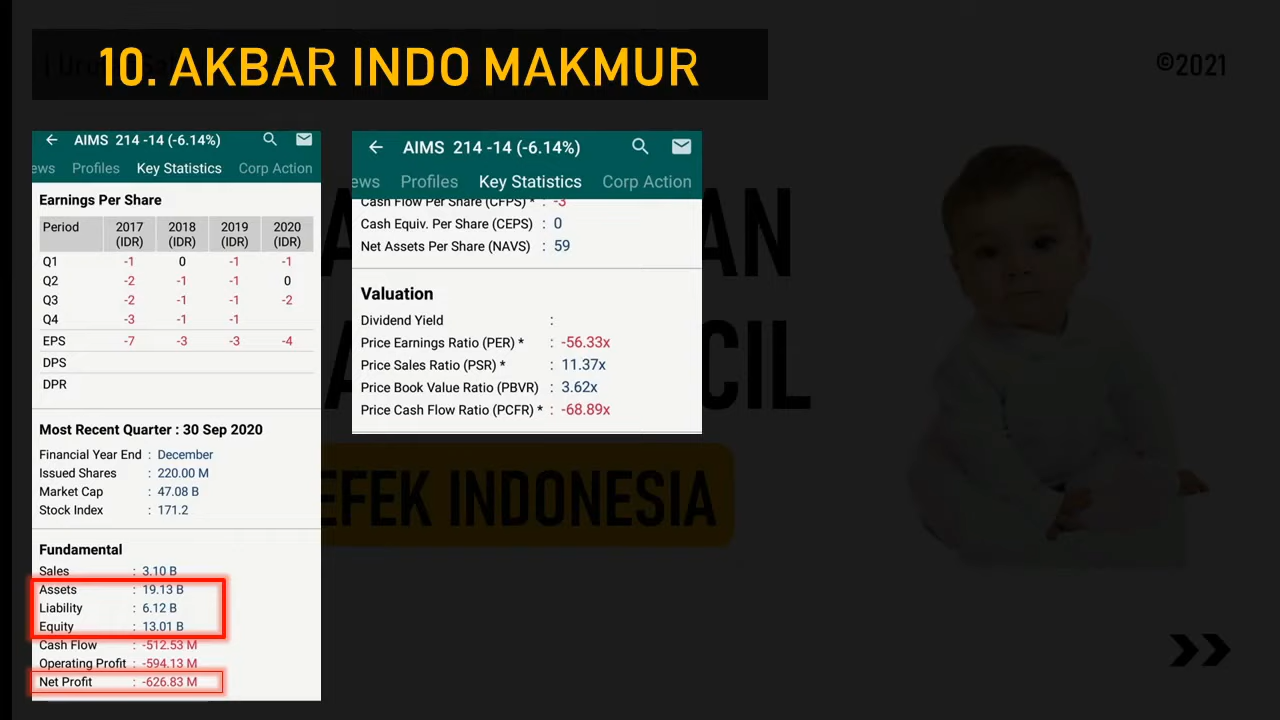 10. AKBAR INDO MAKMUR
©2021
AIMS 214 -14 (-6.14%)
ews Profiles Key Statistics Corp Action
Earnings Per Share
Period 2017 (IDR) 2018 (IDR) 2019 (IDR) 2020 (IDR)
Q1 -1 0 -1 -1
Q2 -2 -1 -1 0
Q3 -2 -1 -1 -2
Q4 -3 -1 -1
EPS -7 -3 -3 -4
DPS
DPR
Most Recent Quarter : 30 Sep 2020
Financial Year End : December
Issued Shares : 220.00 M
Market Cap : 47.08 B
Stock Index : 171.2
Fundamental
Sales : 3.10 B
Assets : 19.13 B
Liability : 6.12 B
Equity : 13.01 B
Cash Flow : -512.53 M
Operating Profit : -594.13 M
Net Profit : -626.83 M
AIMS 214 -14 (-6.14%)
ews Profiles Key Statistics Corp Action
Cash Flow Per Share (CFPS) * : -3
Cash Equiv. Per Share (CEPS) : 0
Net Assets Per Share (NAVS) : 59
Valuation
Dividend Yield :
Price Earnings Ratio (PER) * : -56.33x
Price Sales Ratio (PSR) * : 11.37x
Price Book Value Ratio (PBVR) : 3.62x
Price Cash Flow Ratio (PCFR) * : -68.89x
AN
CIL
EFEK INDONESIA